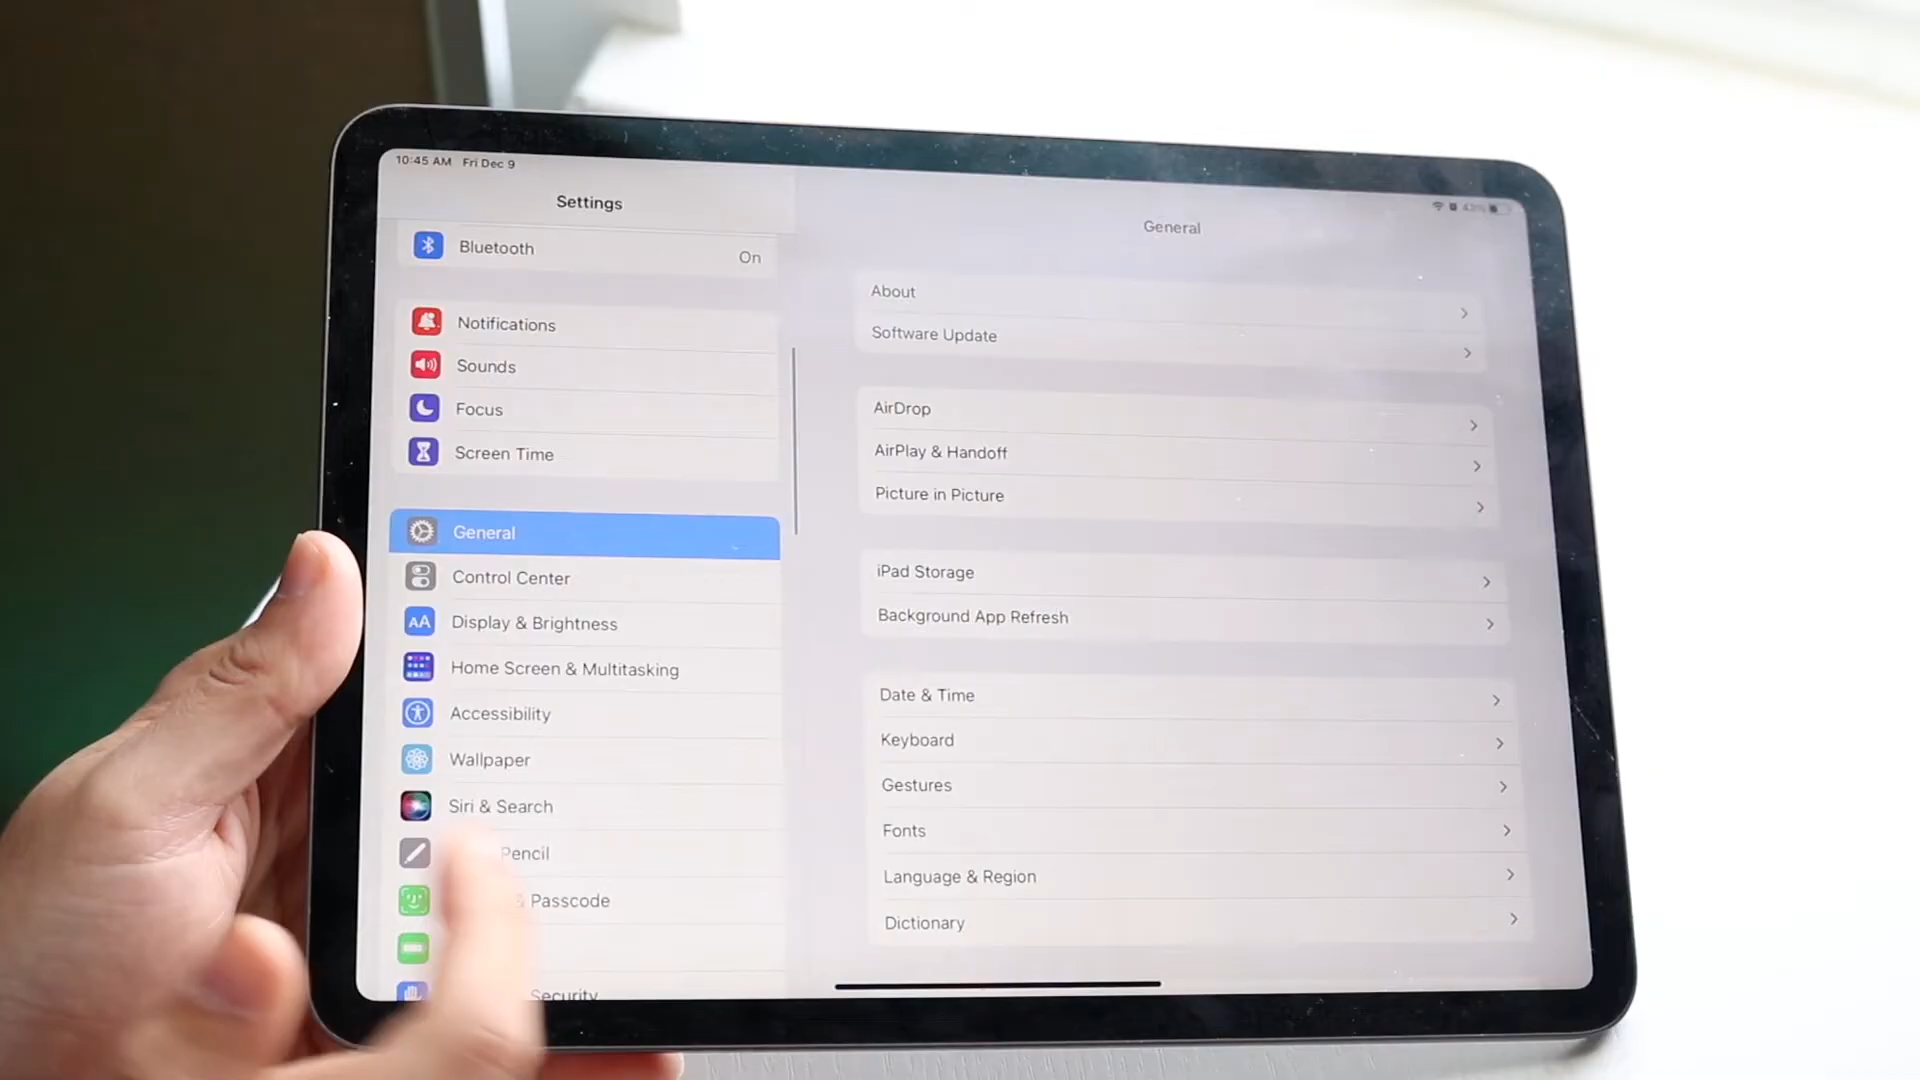 10:45 AM Fri Dec 9
Settings
Bluetooth
On
Notifications
Sounds
Focus
Screen Time
General
Control Center
AA
Display & Brightness
Home Screen & Multitasking
Accessibility
Wallpaper
Siri & Search
Pencil
& Passcode
Security
General
About
Software Update
AirDrop
AirPlay & Handoff
Picture in Picture
iPad Storage
Background App Refresh
Date & Time
Keyboard
Gestures
Fonts
Language & Region
Dictionary